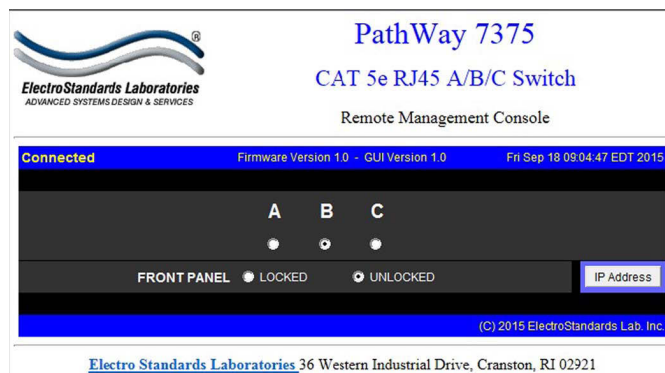 ®
ElectroStandards Laboratories
ADVANCED SYSTEMS DESIGN & SERVICES
PathWay 7375
CAT 5e RJ45 A/B/C Switch
Remote Management Console
Connected Firmware Version 1.0 - GUI Version 1.0 Fri Sep 18 09:04:47 EDT 2015
A B C
FRONT PANEL LOCKED UNLOCKED IP Address
(C) 2015 ElectroStandards Lab. Inc.
Electro Standards Laboratories 36 Western Industrial Drive, Cranston, RI 02921